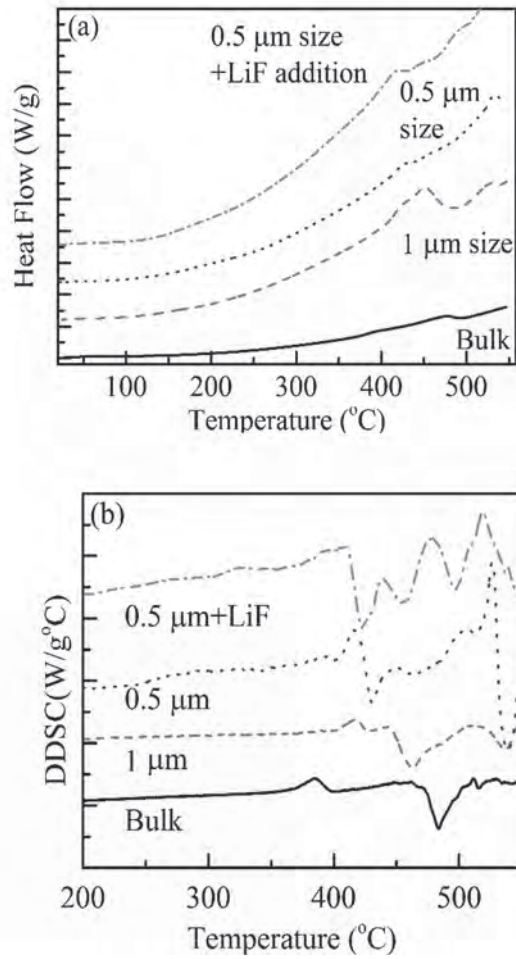 (a)
0.5 μm size
+LiF addition
0.5 μm
size
1 μm size
Bulk
Heat Flow (W/g)
100 200 300 400 500
Temperature (°C)
(b)
0.5 μm+LiF
0.5 μm
1 μm
Bulk
DDSC(W/g°C)
200 300 400 500
Temperature (°C)